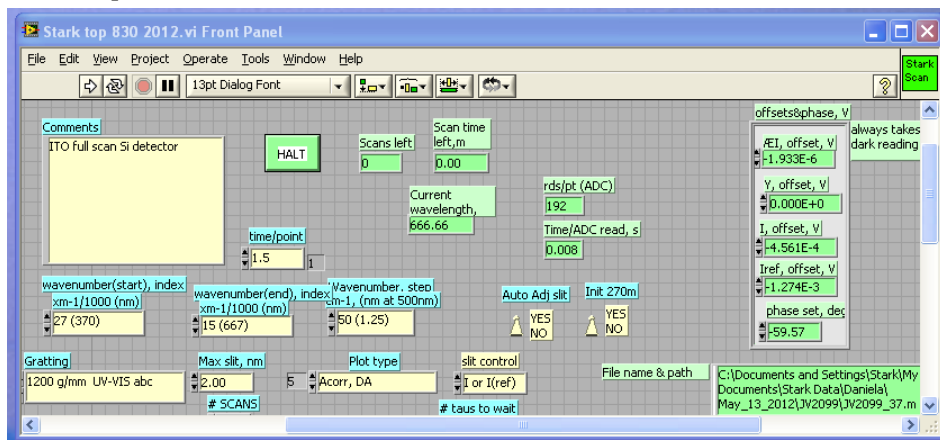 Stark top 830 2012.vi Front Panel
File Edit View Project Operate Tools Window Help
13pt Dialog Font
Stark
Scan
Comments
ITO full scan Si detector
HALT
Scans left
0
Scan time
left,m
0.00
offsets&phase, V
always takes
dark reading
ÆI, offset, V
-1.933E-6
Current
wavelength,
666.66
rds/pt (ADC)
192
Y, offset, V
0.000E+0
time/point
1.5
1
Time/ADC read, s
0.008
I, offset, V
-4.561E-4
Iref, offset, V
-1.274E-3
wavenumber(start), index
xm-1/1000 (nm)
27 (370)
wavenumber(end), index
xm-1/1000 (nm)
15 (667)
Wavenumber. step
cm-1, (nm at 500nm)
50 (1.25)
Auto Adj slit
YES
NO
Init 270m
YES
NO
phase set, deg
-59.57
Gratting
1200 g/mm UV-VIS abc
Max slit, nm
2.00
Plot type
5
Acorr, DA
slit control
I or I(ref)
File name & path
C:\Documents and Settings\Stark\My
Documents\Stark Data\Daniela\
May_13_2012\JV2099\JV2099_37.m
# SCANS
# taus to wait